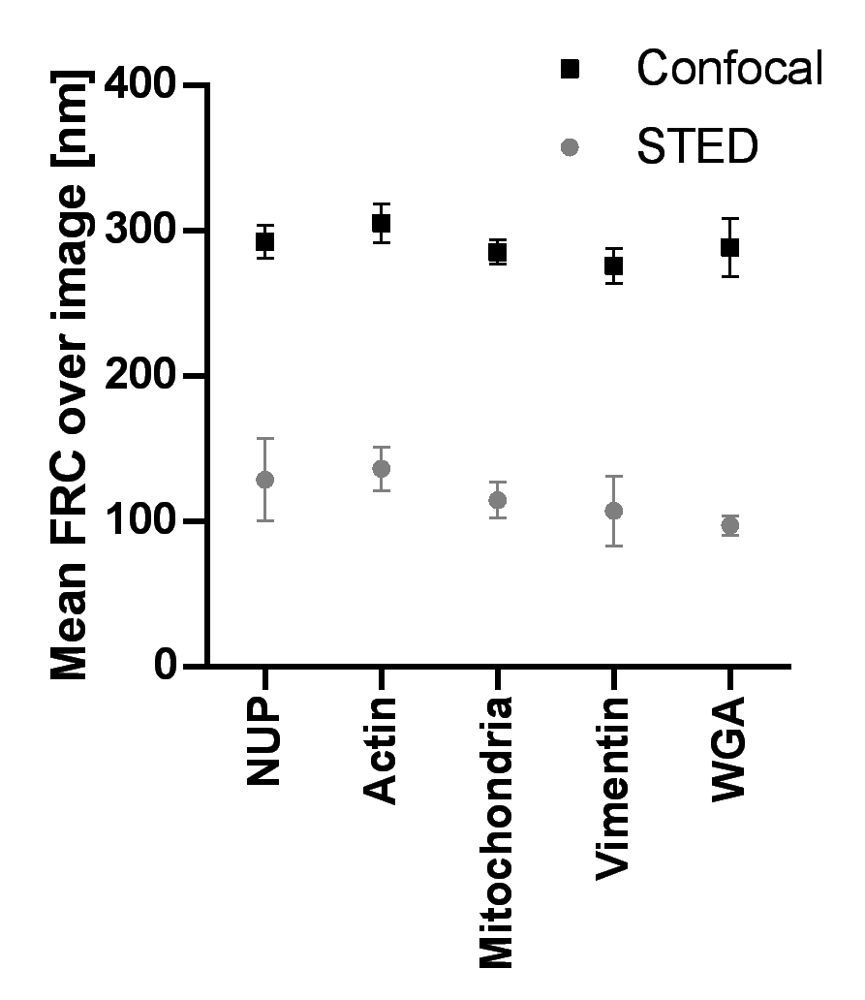 Confocal
STED
Mean FRC over image [nm]
400
300
200
100
0
NUP
Actin
Mitochondria
Vimentin
WGA